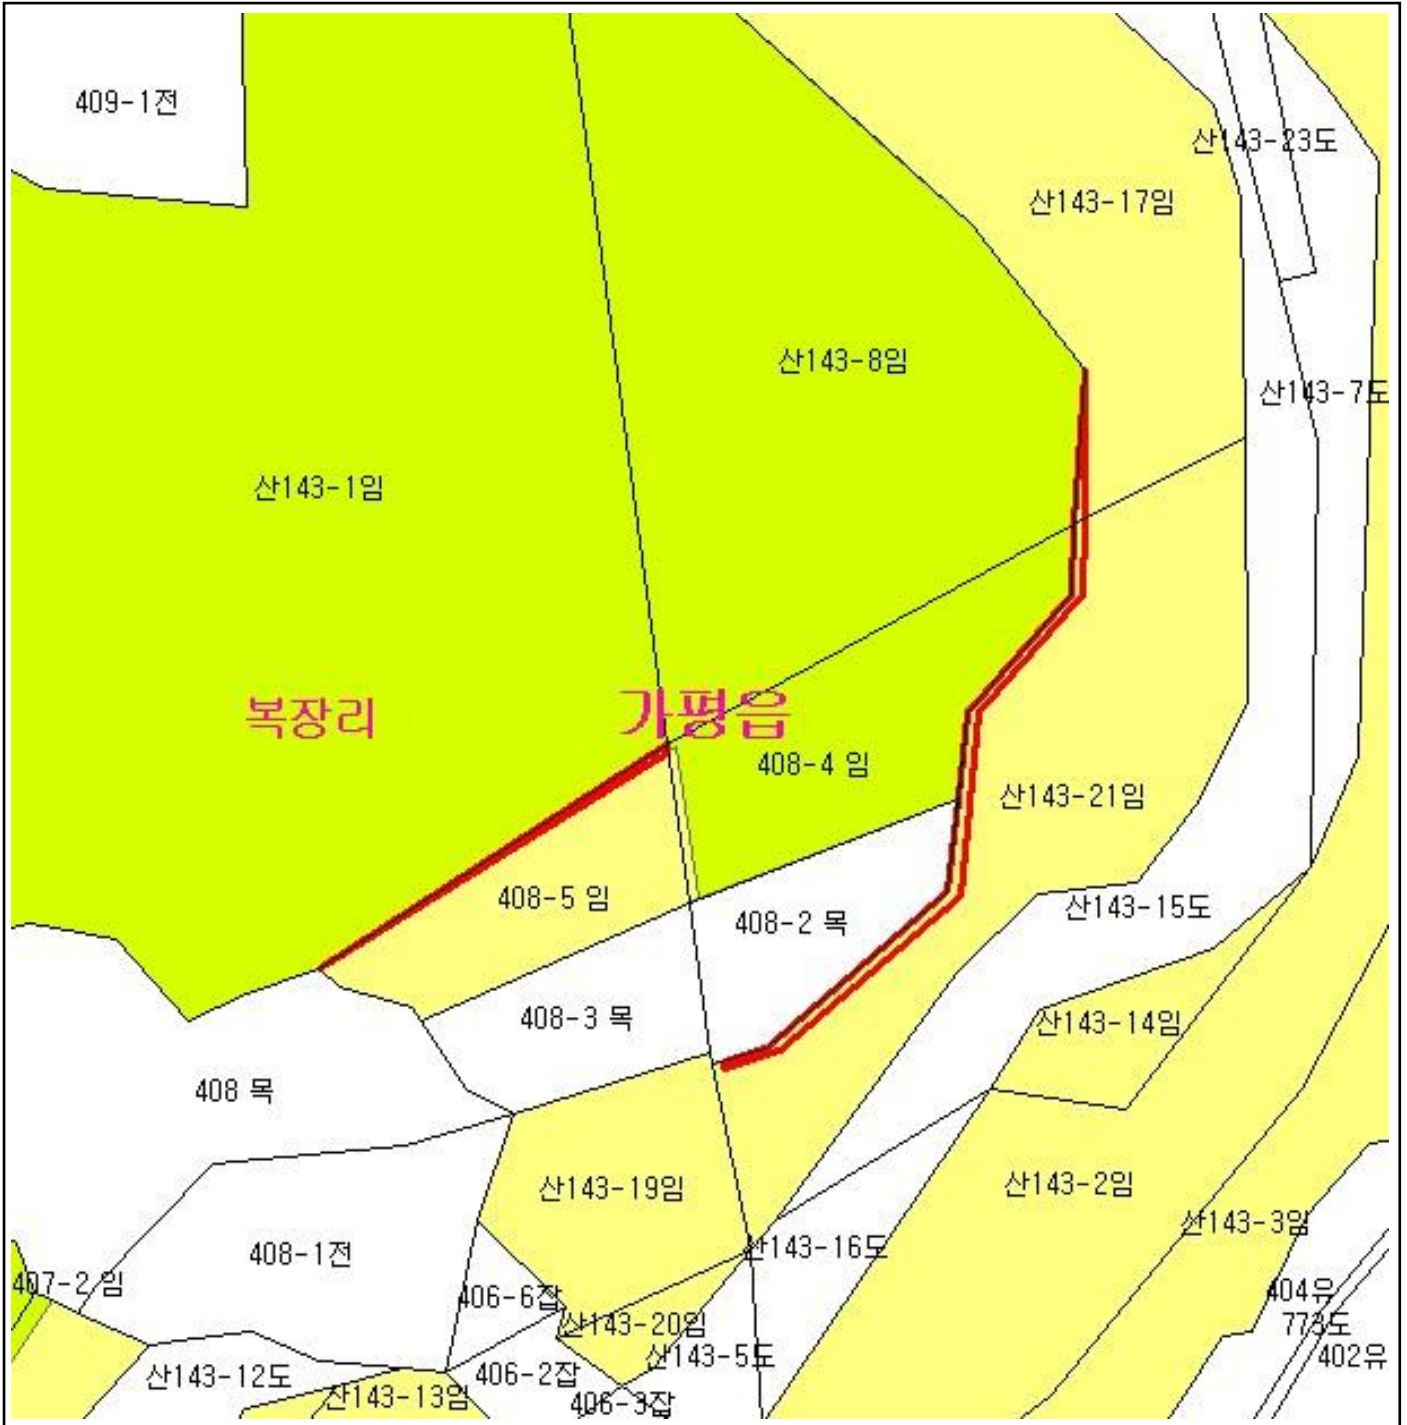 409-1전
산143-23도
산143-17임
산143-8임
산143-7도
산143-1임
복장리
가평읍
408-4 임
산143-21임
408-5 임
408-2 목
산143-15도
408-3 목
산143-14임
408 목
산143-19임
산143-2임
산143-3임
408-1전
산143-16도
407-2 임
406-6잡
404유
산143-20임
773도
산143-5도
402유
산143-12도
406-2잡
산143-13임
406-3잡